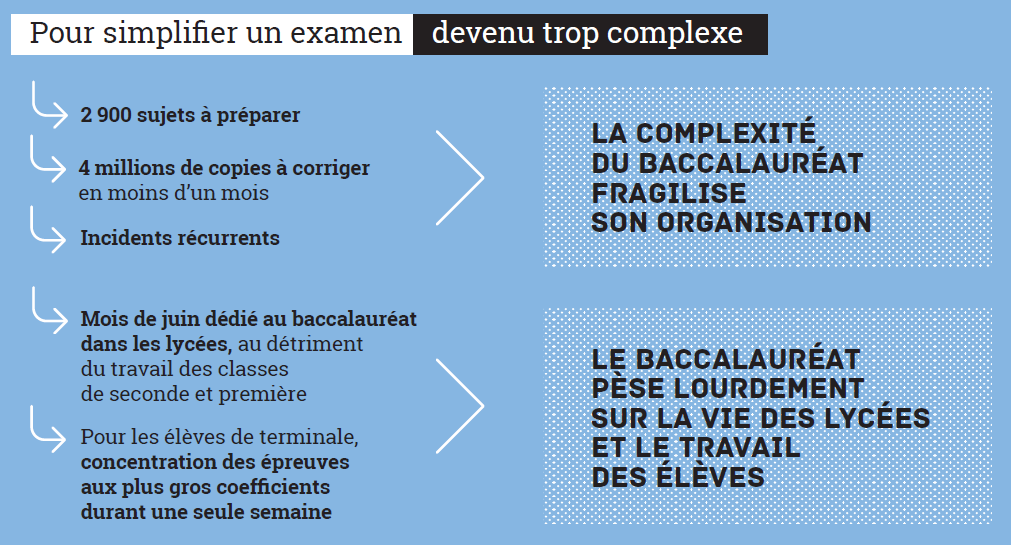 Pour simplifier un examen devenu trop complexe
2 900 sujets à préparer
4 millions de copies à corriger
en moins d’un mois
Incidents récurrents
LA COMPLEXITÉ
DU BACCALAURÉAT
FRAGILISE
SON ORGANISATION
Mois de juin dédié au baccalauréat
dans les lycées, au détriment
du travail des classes
de seconde et première
Pour les élèves de terminale,
concentration des épreuves
aux plus gros coefficients
durant une seule semaine
LE BACCALAURÉAT
PÈSE LOURDEMENT
SUR LA VIE DES LYCÉES
ET LE TRAVAIL
DES ÉLÈVES